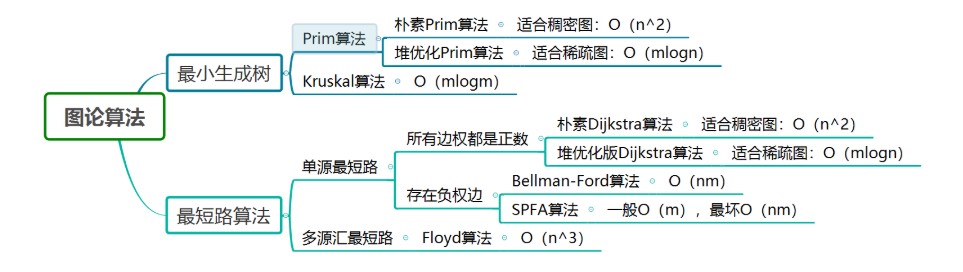 图论算法
最小生成树
Prim算法
朴素Prim算法 适合稠密图：O（n^2）
堆优化Prim算法 适合稀疏图：O（mlogn）
Kruskal算法 O（mlogm）
最短路算法
单源最短路
所有边权都是正数
朴素Dijkstra算法 适合稠密图：O（n^2）
堆优化版Dijkstra算法 适合稀疏图：O（mlogn）
存在负权边
Bellman-Ford算法 O（nm）
SPFA算法 一般O（m），最坏O（nm）
多源汇最短路 Floyd算法 O（n^3）